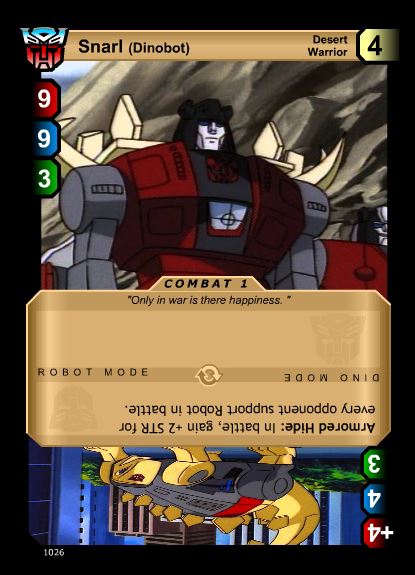 Snarl (Dinobot)
Desert
Warrior
4
9
9
3
COMBAT 1
"Only in war is there happiness. "
ROBOT MODE
3
DINO MODE
Armored Hide: In battle, gain +2 STR for
every opponent support Robot in battle.
3
4
+4
1026